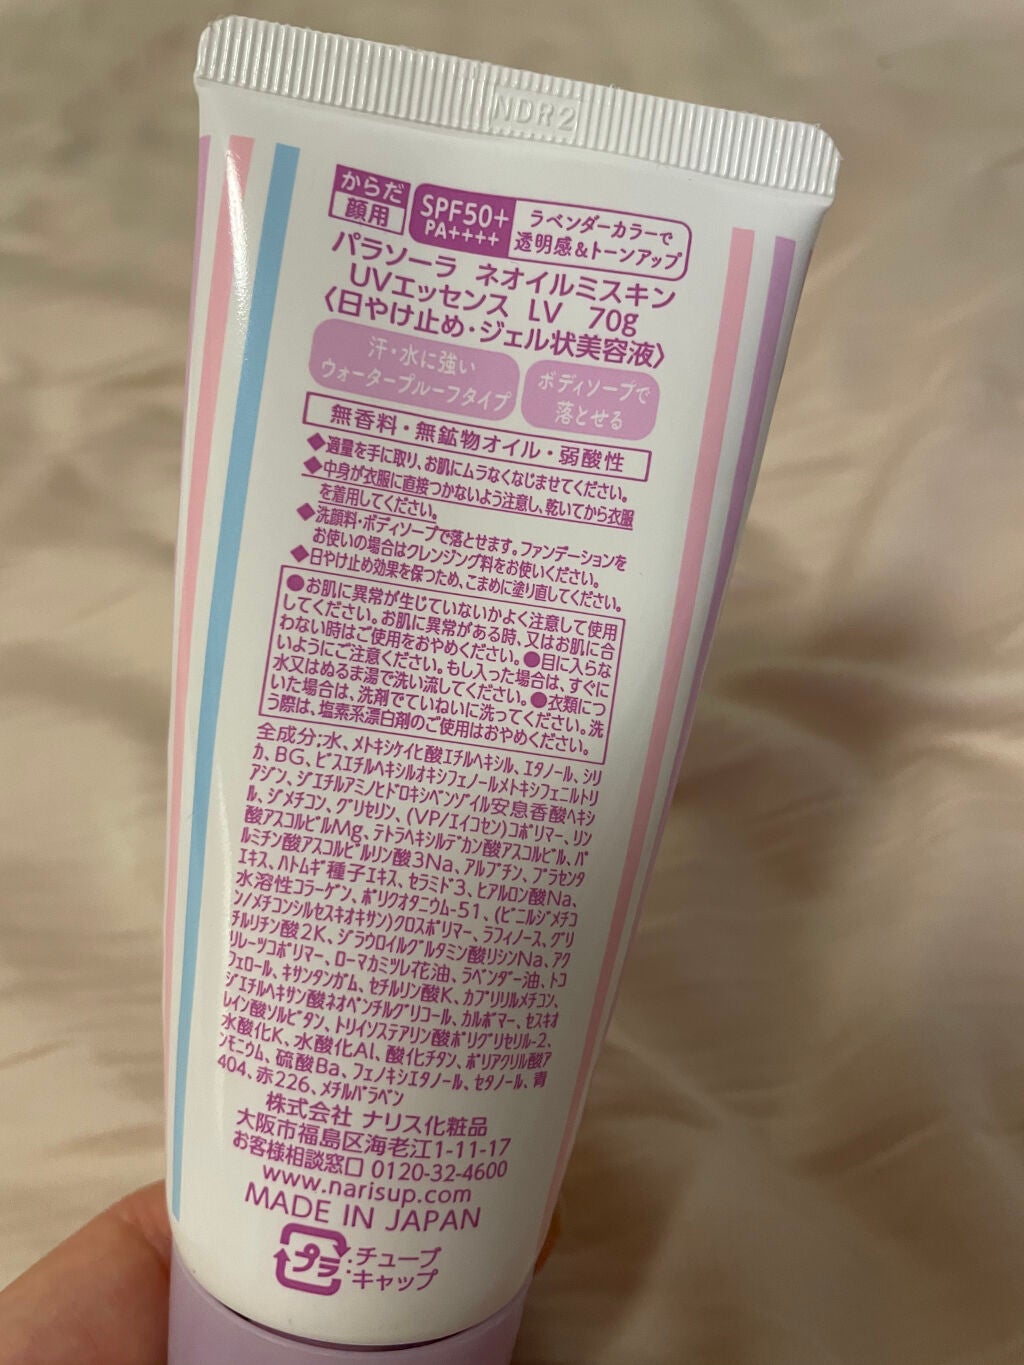 NDR2
からだ
顔用
SPF50+
PA++++
ラベンダーカラーで
透明感&トーンアップ
パラソーラ ネオイルミスキン
UVエッセンス LV 70g
〈日やけ止め・ジェル状美容液〉
汗・水に強い
ウォータープルーフタイプ
ボディソープで
落とせる
無香料・無鉱物オイル・弱酸性
◆適量を手に取り、お肌にムラなくなじませてください。
◆中身が衣服に直接つかないよう注意し、乾いてから衣服
を着用してください。
◆洗顔料・ボディソープで落とせます。ファンデーションを
お使いの場合はクレンジング料をお使いください。
◆日やけ止め効果を保つため、こまめに塗り直してください。
●お肌に異常が生じていないかよく注意して使用
してください。お肌に異常がある時、又はお肌に合
わない時はご使用をおやめください。●目に入らな
いようにご注意ください。もし入った場合は、すぐに
水又はぬるま湯で洗い流してください。●衣類につ
いた場合は、洗剤でていねいに洗ってください。洗
う際は、塩素系漂白剤のご使用はおやめください。
全成分:水、メトキシケイヒ酸エチルヘキシル、エタノール、シリ
カ、BG、ビスエチルヘキシルオキシフェノールメトキシフェニルトリ
アジン、ジエチルアミノヒドロキシベンゾイル安息香酸ヘキシ
ル、ジメチコン、グリセリン、(VP/エイコセン)コポリマー、リン
酸アスコルビルMg、テトラヘキシルデカン酸アスコルビル、パ
ルミチン酸アスコルビルリン酸3Na、アルブチン、プラセンタ
エキス、ハトムギ種子エキス、セラミド3、ヒアルロン酸Na、
水溶性コラーゲン、ポリクオタニウム-51、(ビニルジメチコ
ン/メチコンシルセスキオキサン)クロスポリマー、ラフィノース、グリ
チルリチン酸2K、ジラウロイルグルタミン酸リシンNa、アク
リレーツコポリマー、ローマカミツレ花油、ラベンダー油、トコ
フェロール、キサンタンガム、セチルリン酸K、カプリリルメチコン、
ジエチルヘキサン酸ネオペンチルグリコール、カルボマー、セスキオ
レイン酸ソルビタン、トリイソステアリン酸ポリグリセリル-2、
水酸化K、水酸化Al、酸化チタン、ポリアクリル酸ア
ンモニウム、硫酸Ba、フェノキシエタノール、セタノール、青
404、赤226、メチルパラベン
株式会社 ナリス化粧品
大阪市福島区海老江1-11-17
お客様相談窓口 0120-32-4600
www.narisup.com
MADE IN JAPAN
プラ
:チューブ
:キャップ